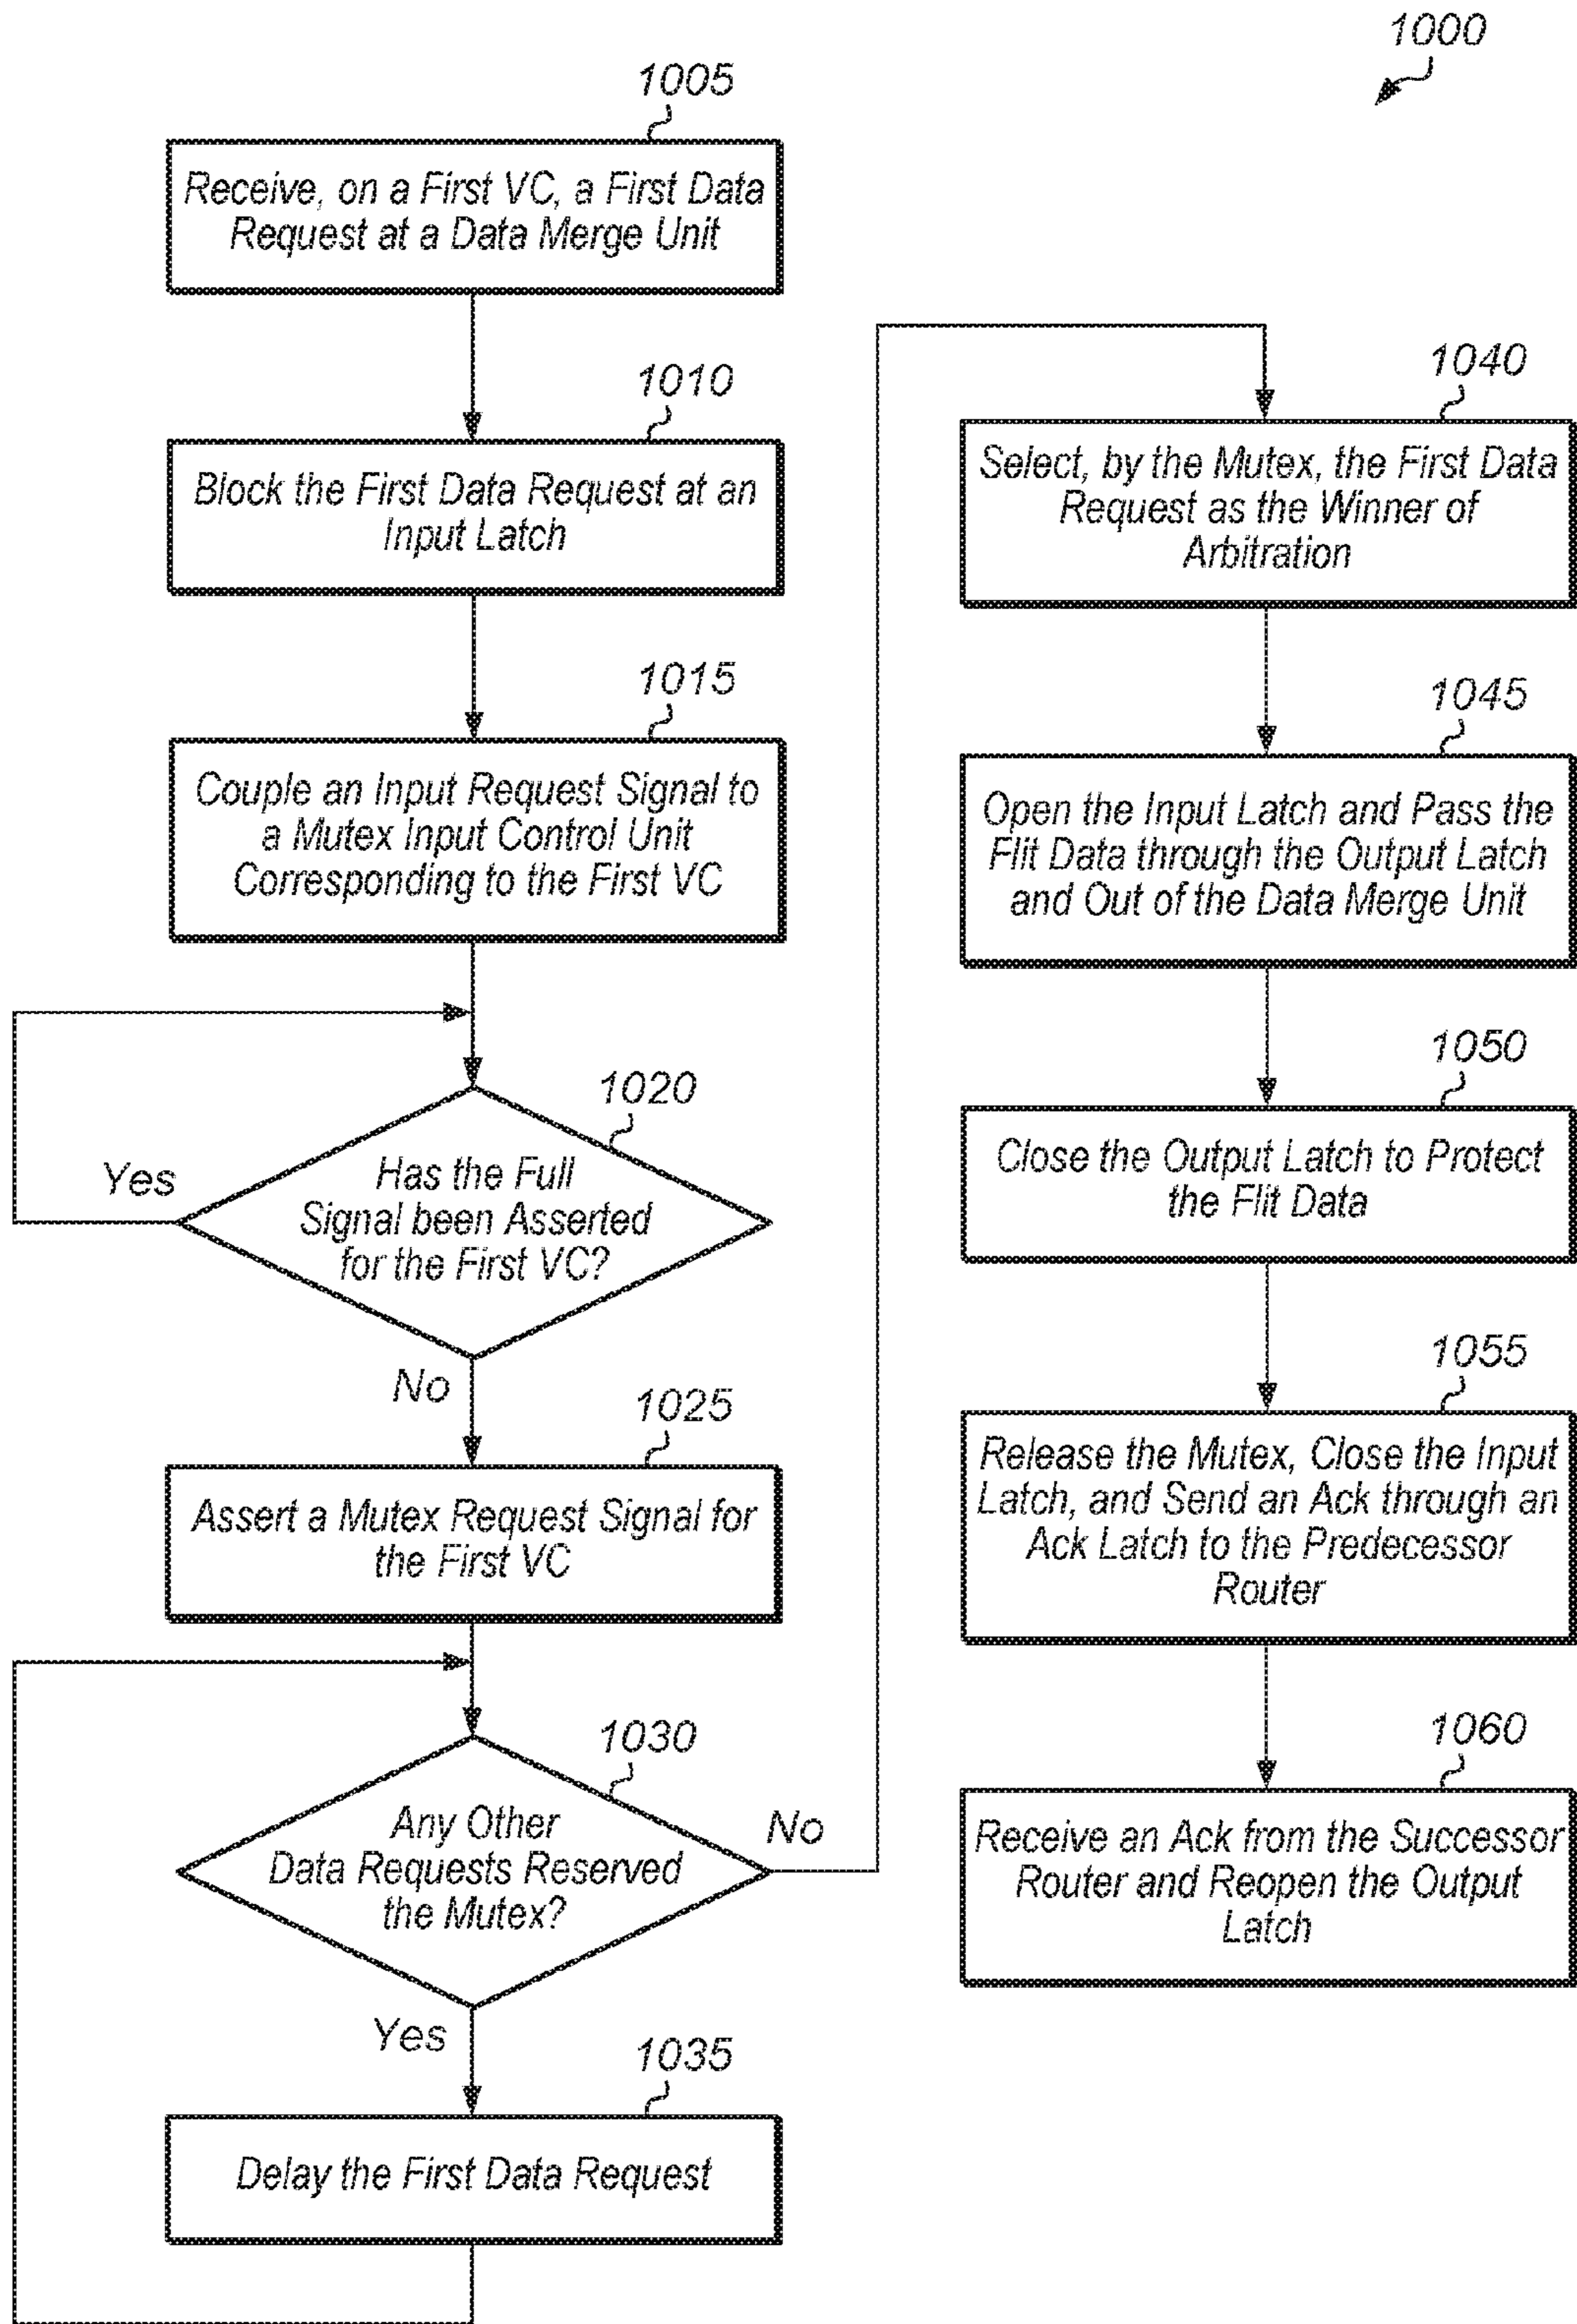 1000
1005
Receive, on a First VC, a First Data
Request at a Data Merge Unit
1010
Block the First Data Request at an
Input Latch
1015
Couple an Input Request Signal to
a Mutex Input Control Unit
Corresponding to the First VC
1020
Has the Full
Signal been Asserted
for the First VC?
Yes
No
1025
Assert a Mutex Request Signal for
the First VC
1030
Any Other
Data Requests Reserved
the Mutex?
No
Yes
1035
Delay the First Data Request
1040
Select, by the Mutex, the First Data
Request as the Winner of
Arbitration
1045
Open the Input Latch and Pass the
Flit Data through the Output Latch
and Out of the Data Merge Unit
1050
Close the Output Latch to Protect
the Flit Data
1055
Release the Mutex, Close the Input
Latch, and Send an Ack through an
Ack Latch to the Predecessor
Router
1060
Receive an Ack from the Successor
Router and Reopen the Output
Latch